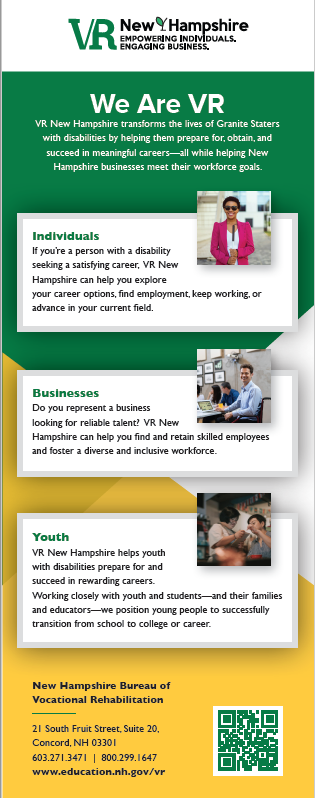 VR New Hampshire
EMPOWERING INDIVIDUALS.
ENGAGING BUSINESS.
We Are VR
VR New Hampshire transforms the lives of Granite Staters
with disabilities by helping them prepare for, obtain, and
succeed in meaningful careers—all while helping New
Hampshire businesses meet their workforce goals.
Individuals
If you're a person with a disability
seeking a satisfying career, VR New
Hampshire can help you explore
your career options, find employment, keep working, or
advance in your current field.
Businesses
Do you represent a business
looking for reliable talent? VR New
Hampshire can help you find and retain skilled employees
and foster a diverse and inclusive workforce.
Youth
VR New Hampshire helps youth
with disabilities prepare for and
succeed in rewarding careers.
Working closely with youth and students—and their families
and educators—we position young people to successfully
transition from school to college or career.
New Hampshire Bureau of
Vocational Rehabilitation
21 South Fruit Street, Suite 20,
Concord, NH 03301
603.271.3471 | 800.299.1647
www.education.nh.gov/vr